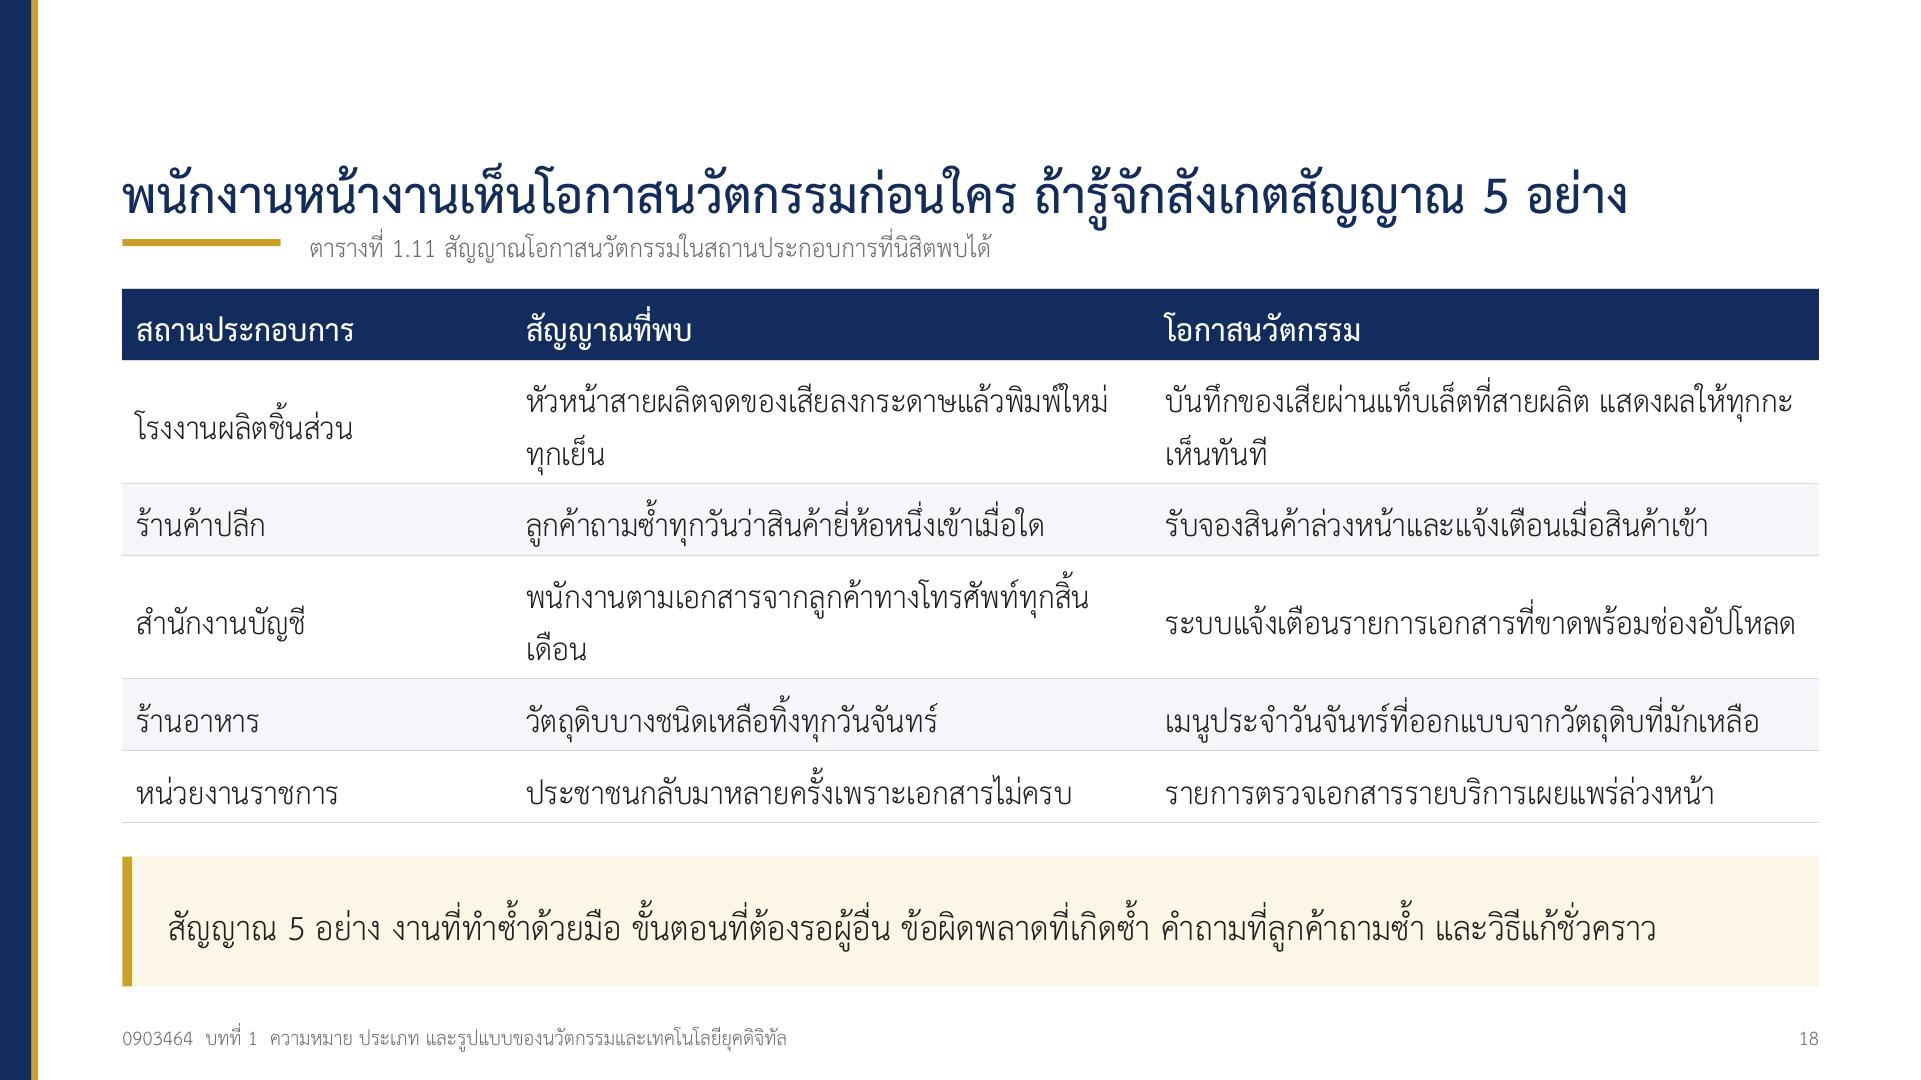 พนักงานหน้างานเห็นโอกาสนวัตกรรมก่อนใคร ถ้ารู้จักสังเกตสัญญาณ 5 อย่าง
ตารางที่ 1.11 สัญญาณโอกาสนวัตกรรมในสถานประกอบการที่นิสิตพบได้
สถานประกอบการ สัญญาณที่พบ โอกาสนวัตกรรม
โรงงานผลิตชิ้นส่วน
หัวหน้าสายผลิตจดของเสียลงกระดาษแล้วพิมพ์ใหม่
ทุกเย็น
บันทึกของเสียผ่านแท็บเล็ตที่สายผลิต แสดงผลให้ทุกกะ
เห็นทันที
ร้านค้าปลีก ลูกค้าถามซ้ำทุกวันว่าสินค้ายี่ห้อหนึ่งเข้าเมื่อใด รับจองสินค้าล่วงหน้าและแจ้งเตือนเมื่อสินค้าเข้า
สำนักงานบัญชี
พนักงานตามเอกสารจากลูกค้าทางโทรศัพท์ทุกสิ้น
เดือน
ระบบแจ้งเตือนรายการเอกสารที่ขาดพร้อมช่องอัปโหลด
ร้านอาหาร วัตถุดิบบางชนิดเหลือทิ้งทุกวันจันทร์ เมนูประจำวันจันทร์ที่ออกแบบจากวัตถุดิบที่มักเหลือ
หน่วยงานราชการ ประชาชนกลับมาหลายครั้งเพราะเอกสารไม่ครบ รายการตรวจเอกสารรายบริการเผยแพร่ล่วงหน้า
สัญญาณ 5 อย่าง งานที่ทำซ้ำด้วยมือ ขั้นตอนที่ต้องรอผู้อื่น ข้อผิดพลาดที่เกิดซ้ำ คำถามที่ลูกค้าถามซ้ำ และวิธีแก้ชั่วคราว
0903464 บทที่ 1 ความหมาย ประเภท และรูปแบบของนวัตกรรมและเทคโนโลยียุคดิจิทัล 18